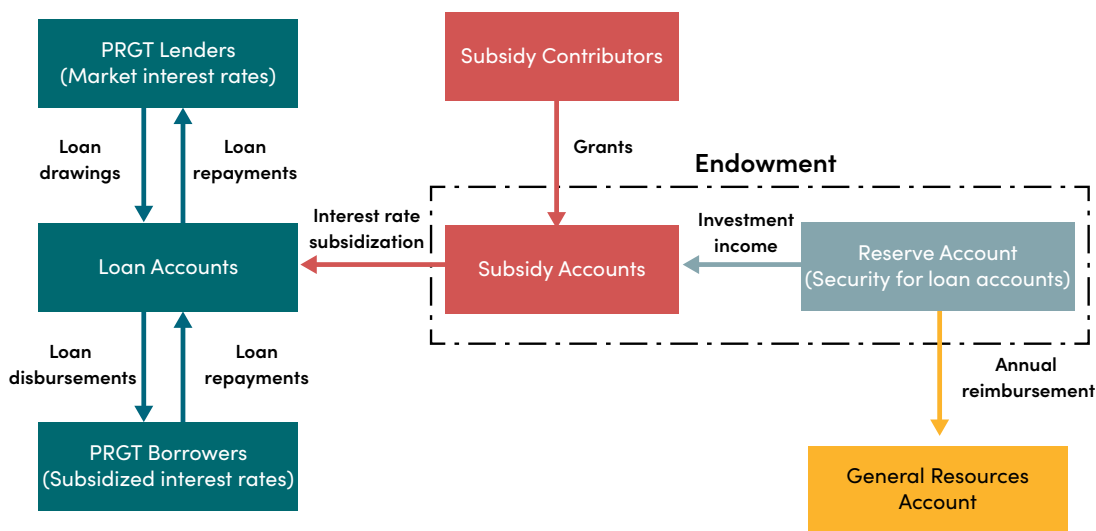 PRGT Lenders
(Market interest rates)
Subsidy Contributors
Loan
drawings
Loan
repayments
Grants
Endowment
Interest rate
subsidization
Investment
income
Loan Accounts
Subsidy Accounts
Reserve Account
(Security for loan accounts)
Loan
disbursements
Loan
repayments
Annual
reimbursement
PRGT Borrowers
(Subsidized interest rates)
General Resources
Account